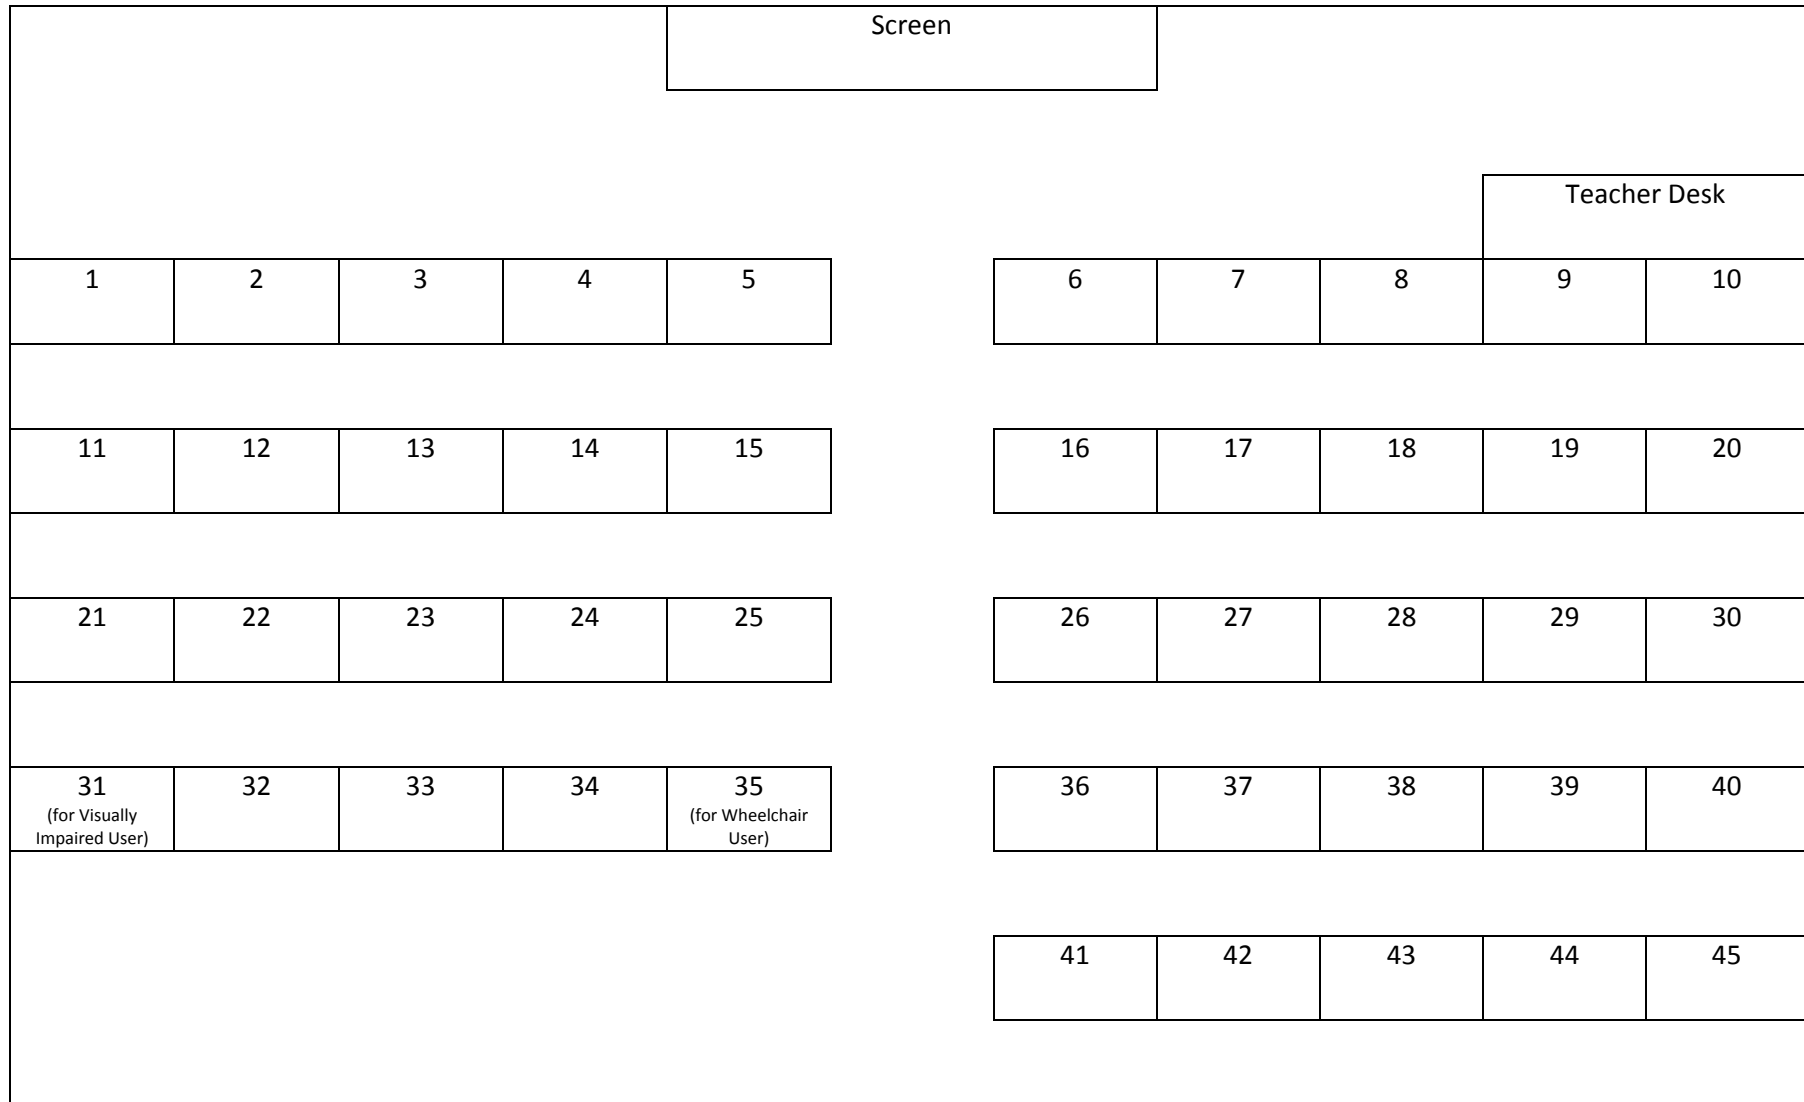 Screen
Teacher Desk
1 2 3 4 5 6 7 8 9 10
11 12 13 14 15 16 17 18 19 20
21 22 23 24 25 26 27 28 29 30
31 32 33 34 35 36 37 38 39 40
(for Visually (for Wheelchair
Impaired User) User)
41 42 43 44 45